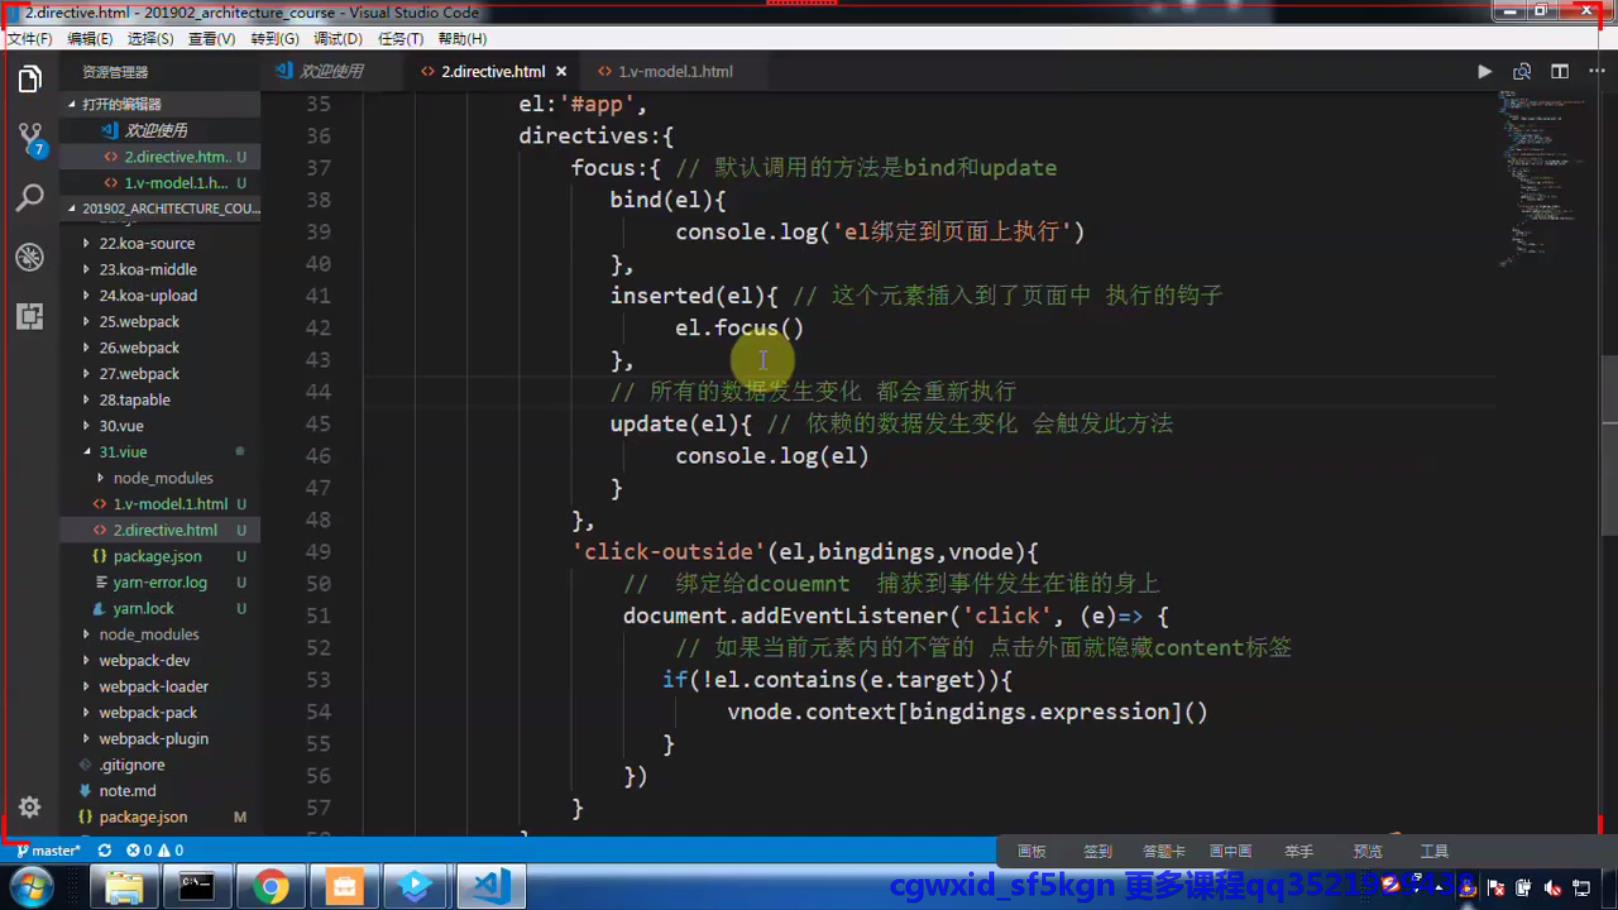 2.directive.html - 201902_architecture_course - Visual Studio Code
文件(F) 编辑(E) 选择(S) 查看(V) 转到(G) 调试(D) 任务(T) 帮助(H)
资源管理器
欢迎使用
2.directive.html
1.v-model.1.html
打开的编辑器
欢迎使用
2.directive.htm.. U
1.v-model.1.h... U
201902_ARCHITECTURE_COU...
22.koa-source
23.koa-middle
24.koa-upload
25.webpack
26.webpack
27.webpack
28.tapable
30.vue
31.viue
node_modules
1.v-model.1.html U
2.directive.html U
package.json U
yarn-error.log U
yarn.lock U
node_modules
webpack-dev
webpack-loader
webpack-pack
webpack-plugin
.gitignore
note.md
package.json M
7
35 el:'#app',
36 directives:{
37 focus:{ // 默认调用的方法是bind和update
38 bind(el){
39 console.log('el绑定到页面上执行')
40 },
41 inserted(el){ // 这个元素插入到了页面中 执行的钩子
42 el.focus()
43 },
44 // 所有的数据发生变化 都会重新执行
45 update(el){ // 依赖的数据发生变化 会触发此方法
46 console.log(el)
47 }
48 },
49 'click-outside'(el,bingdings,vnode){
50 // 绑定给dcouemnt 捕获到事件发生在谁的身上
51 document.addEventListener('click', (e)=> {
52 // 如果当前元素内的不管的 点击外面就隐藏content标签
53 if(!el.contains(e.target)){
54 vnode.context[bingdings.expression]()
55 }
56 })
57 }
master* 0 0
画板 签到 答题卡 画中画 举手 预览 工具
cgwxid_sf5kgn 更多课程qq3521939438